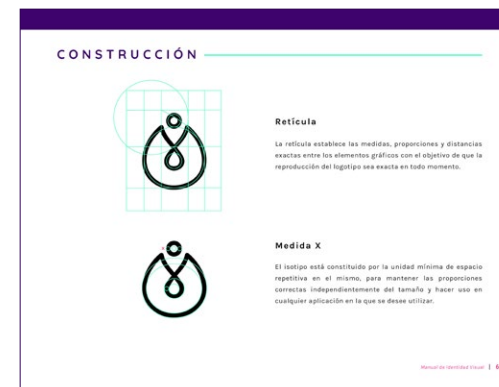 CONSTRUCCIÓN
Retícula
La retícula establece las medidas, proporciones y distancias
exactas entre los elementos gráficos con el objetivo de que la
reproducción del logotipo sea exacta en todo momento.
Medida X
El isotipo está constituido por la unidad mínima de espacio
repetitiva en el mismo, para mantener las proporciones
correctas independientemente del tamaño y hacer uso en
cualquier aplicación en la que se desee utilizar.
Manual de Identidad Visual | 6